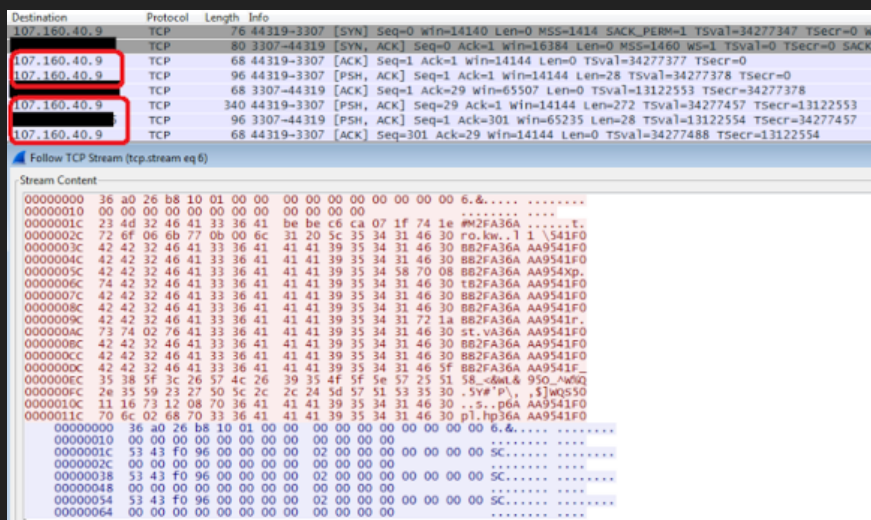 Destination Protocol Length Info
107.160.40.9 TCP 76 44319→3307 [SYN] Seq=0 Win=14140 Len=0 MSS=1414 SACK_PERM=1 TSval=34277347 TSecr=0 W
TCP 80 3307→44319 [SYN, ACK] Seq=0 Ack=1 Win=16384 Len=0 MSS=1460 WS=1 TSval=0 TSecr=0 SACK
107.160.40.9 TCP 68 44319→3307 [ACK] Seq=1 Ack=1 Win=14144 Len=0 TSval=34277377 TSecr=0
107.160.40.9 TCP 96 44319→3307 [PSH, ACK] Seq=1 Ack=1 Win=14144 Len=28 TSval=34277378 TSecr=0
TCP 68 3307→44319 [ACK] Seq=1 Ack=29 Win=65507 Len=0 TSval=13122553 TSecr=34277378
107.160.40.9 TCP 340 44319→3307 [PSH, ACK] Seq=29 Ack=1 Win=14144 Len=272 TSval=34277457 TSecr=13122553
TCP 96 3307→44319 [PSH, ACK] Seq=1 Ack=301 Win=65235 Len=28 TSval=13122554 TSecr=34277457
107.160.40.9 TCP 68 44319→3307 [ACK] Seq=301 Ack=29 Win=14144 Len=0 TSval=34277488 TSecr=13122554
Follow TCP Stream (tcp.stream eq 6)
Stream Content
00000000 36 a0 26 b8 10 01 00 00 00 00 00 00 00 00 00 00 6.&..... ........
00000010 00 00 00 00 00 00 00 00 00 00 00 00 ........ ....
0000001C 23 4d 32 46 41 33 36 41 be be c6 ca 07 1f 74 1e #M2FA36A ......t.
0000002C 72 6f 06 6b 77 0b 00 6c 31 20 5c 35 34 31 46 30 ro.kw..l 1 \541F0
0000003C 42 42 32 46 41 33 36 41 41 41 39 35 34 31 46 30 BB2FA36A AA9541F0
0000004C 42 42 32 46 41 33 36 41 41 41 39 35 34 31 46 30 BB2FA36A AA9541F0
0000005C 42 42 32 46 41 33 36 41 41 41 39 35 34 58 70 08 BB2FA36A AA954Xp.
0000006C 74 42 32 46 41 33 36 41 41 41 39 35 34 31 46 30 tB2FA36A AA9541F0
0000007C 42 42 32 46 41 33 36 41 41 41 39 35 34 31 46 30 BB2FA36A AA9541F0
0000008C 42 42 32 46 41 33 36 41 41 41 39 35 34 31 46 30 BB2FA36A AA9541F0
0000009C 42 42 32 46 41 33 36 41 41 41 39 35 34 31 72 1a BB2FA36A AA9541r.
000000AC 73 74 02 76 41 33 36 41 41 41 39 35 34 31 46 30 st.vA36A AA9541F0
000000BC 42 42 32 46 41 33 36 41 41 41 39 35 34 31 46 30 BB2FA36A AA9541F0
000000CC 42 42 32 46 41 33 36 41 41 41 39 35 34 31 46 30 BB2FA36A AA9541F0
000000DC 42 42 32 46 41 33 36 41 41 41 39 35 34 31 46 5f BB2FA36A AA9541F_
000000EC 35 38 5f 3c 26 57 4c 26 39 35 4f 5f 5e 57 25 51 58_<&WL& 95O_^W%Q
000000FC 2e 35 59 23 27 50 5c 2c 2c 24 5d 57 51 53 35 30 .5Y#'P\, ,$]WQS50
0000010C 11 16 73 12 08 70 36 41 41 41 39 35 34 31 46 30 ..s..p6A AA9541F0
0000011C 70 6c 02 68 70 33 36 41 41 41 39 35 34 31 46 30 pl.hp36A AA9541F0
00000000 36 a0 26 b8 10 01 00 00 00 00 00 00 00 00 00 00 6.&..... ........
00000010 00 00 00 00 00 00 00 00 00 00 00 00 ........ ....
0000001C 53 43 f0 96 00 00 00 00 02 00 00 00 00 00 00 00 SC...... ........
0000002C 00 00 00 00 00 00 00 00 00 00 00 00 ........ ....
00000038 53 43 f0 96 00 00 00 00 02 00 00 00 00 00 00 00 SC...... ........
00000048 00 00 00 00 00 00 00 00 00 00 00 00 ........ ....
00000054 53 43 f0 96 00 00 00 00 02 00 00 00 00 00 00 00 SC...... ........
00000064 00 00 00 00 00 00 00 00 00 00 00 00 ........ ....